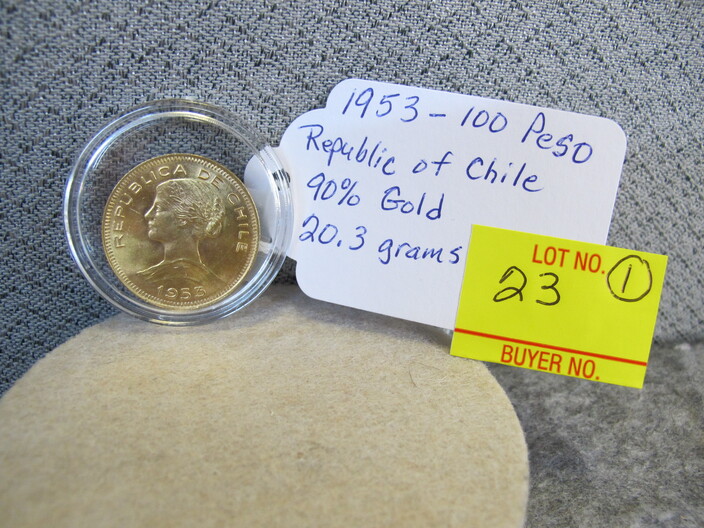 REPUBLICA DE CHILE
1953
1953 - 100 Peso
Republic of Chile
90% Gold
20.3 grams
LOT NO. 1
23
BUYER NO.